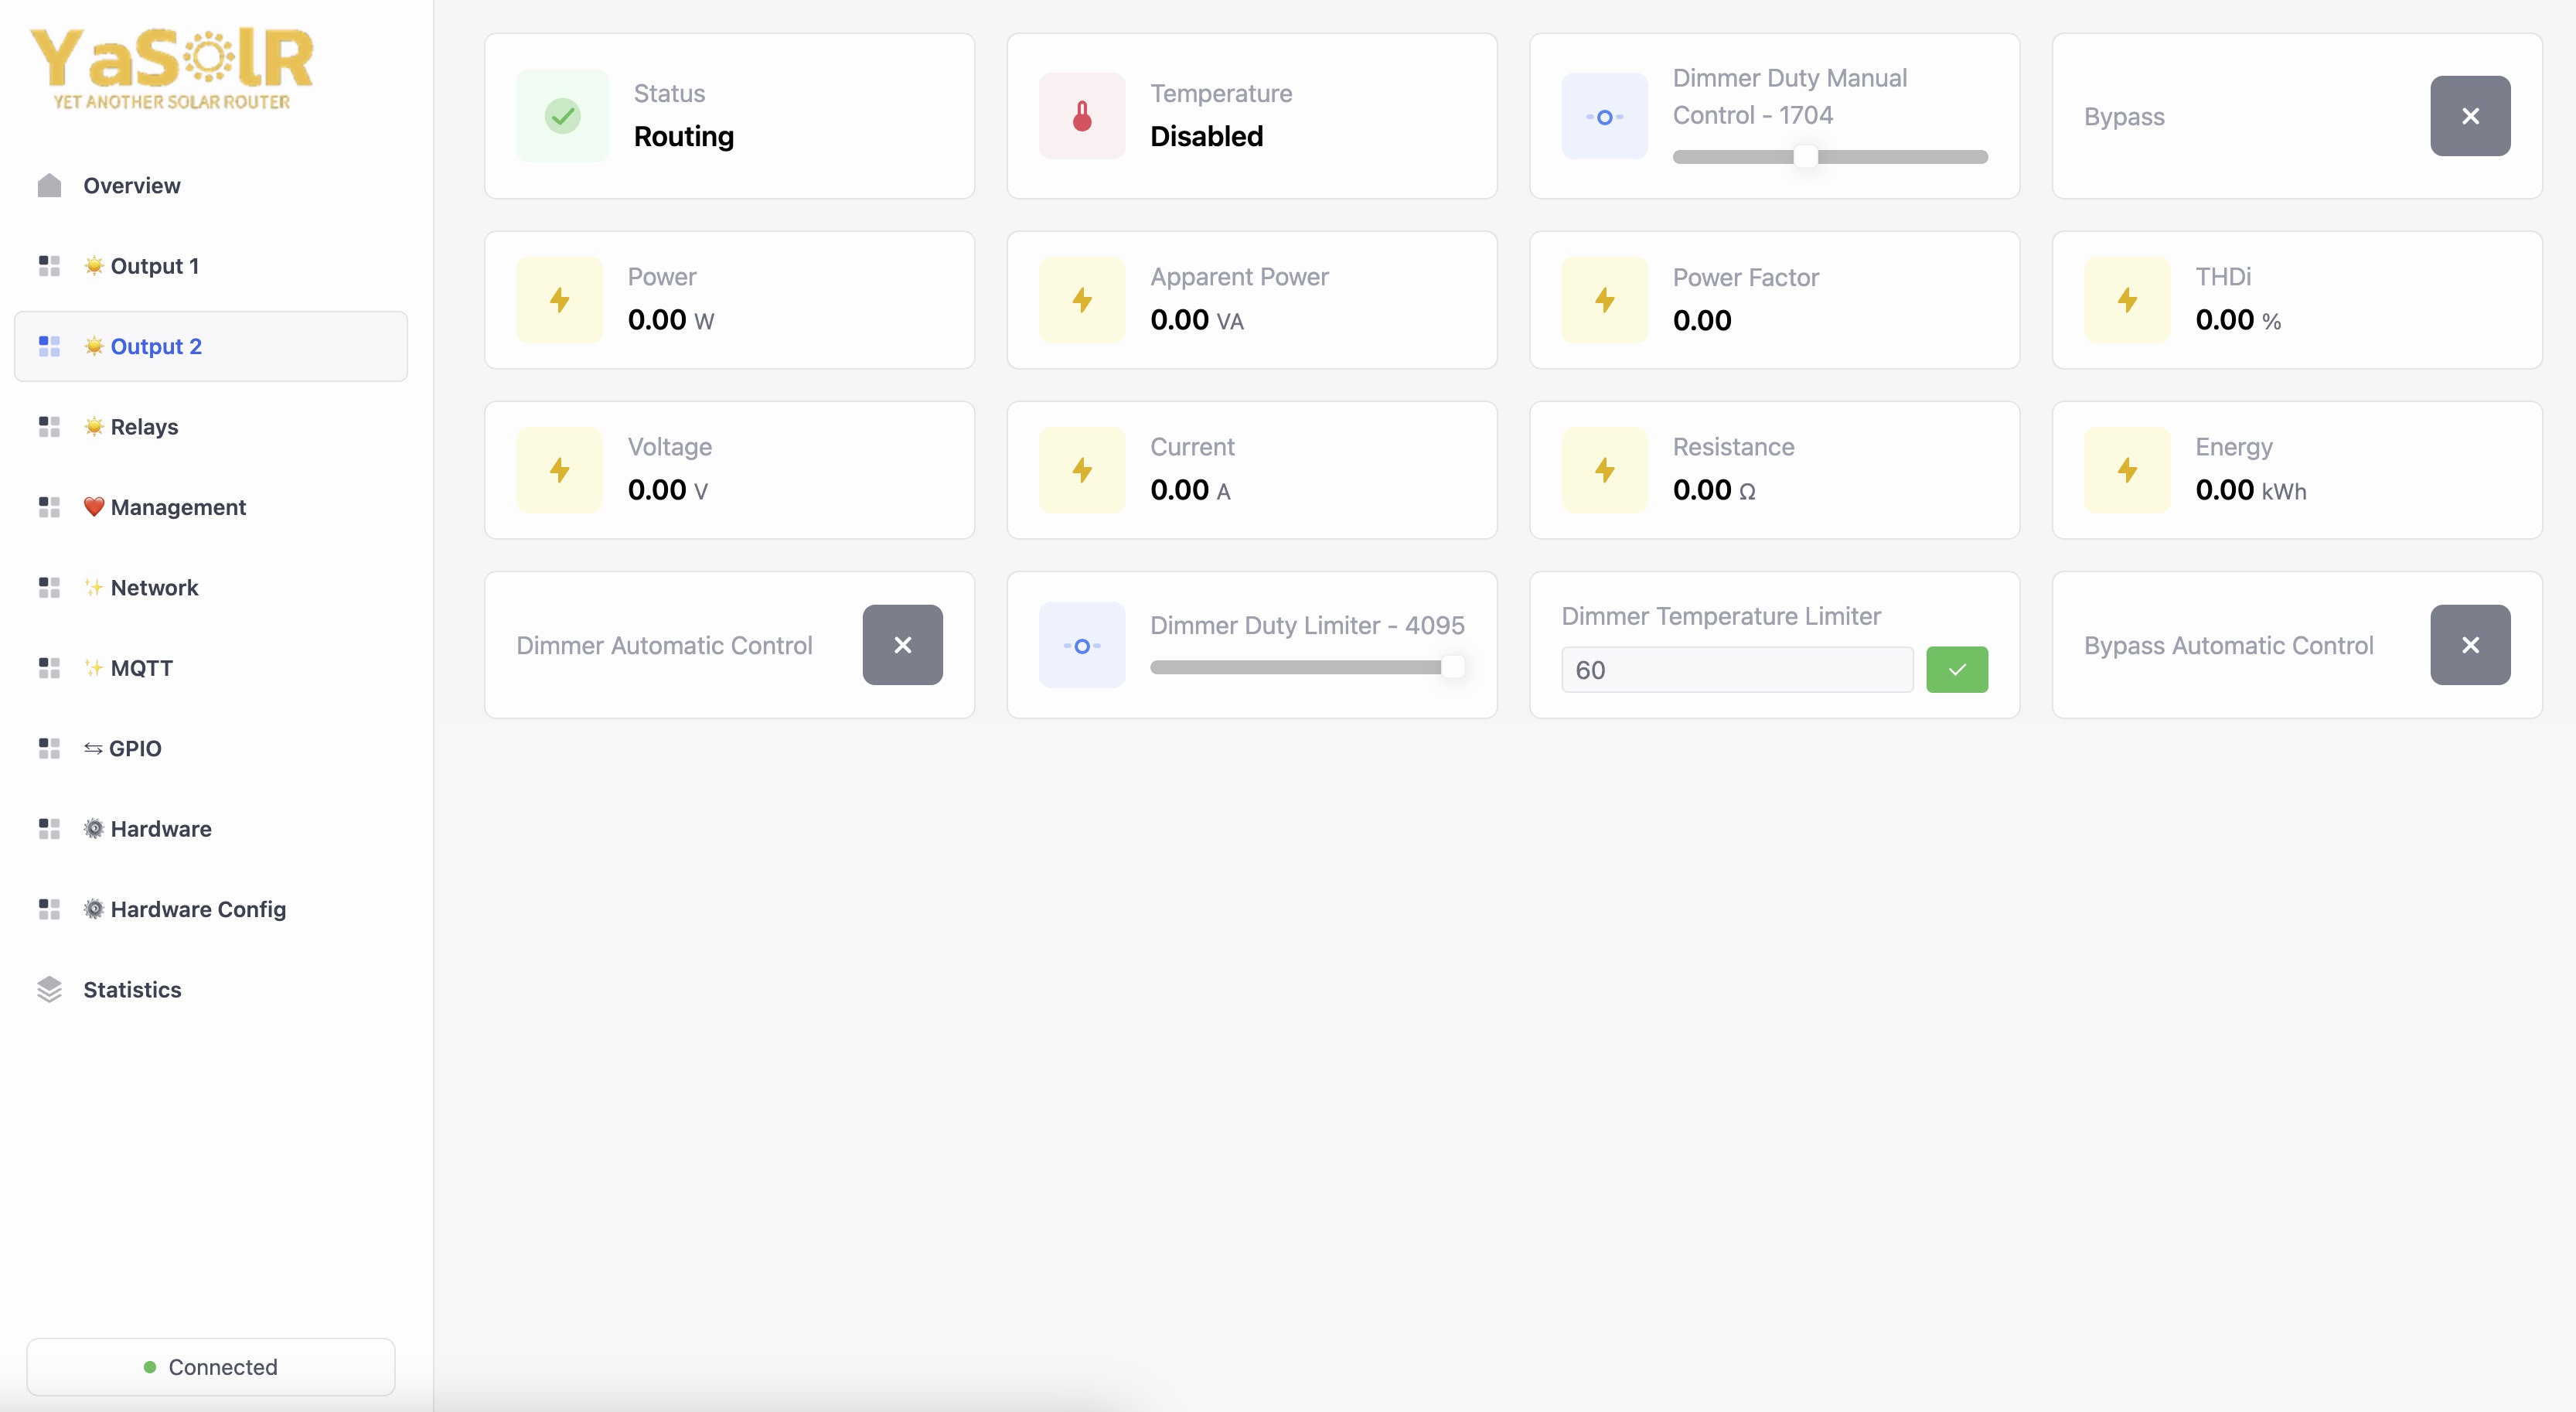 YaSolR
YET ANOTHER SOLAR ROUTER
Overview
☀️ Output 1
☀️ Output 2
☀️ Relays
❤️ Management
✨ Network
✨ MQTT
⇆ GPIO
⚙️ Hardware
⚙️ Hardware Config
Statistics
Connected
Status
Routing
Temperature
Disabled
Dimmer Duty Manual
Control - 1704
Bypass
Power
0.00 W
Apparent Power
0.00 VA
Power Factor
0.00
THDi
0.00 %
Voltage
0.00 V
Current
0.00 A
Resistance
0.00 Ω
Energy
0.00 kWh
Dimmer Automatic Control
Dimmer Duty Limiter - 4095
Dimmer Temperature Limiter
60
Bypass Automatic Control